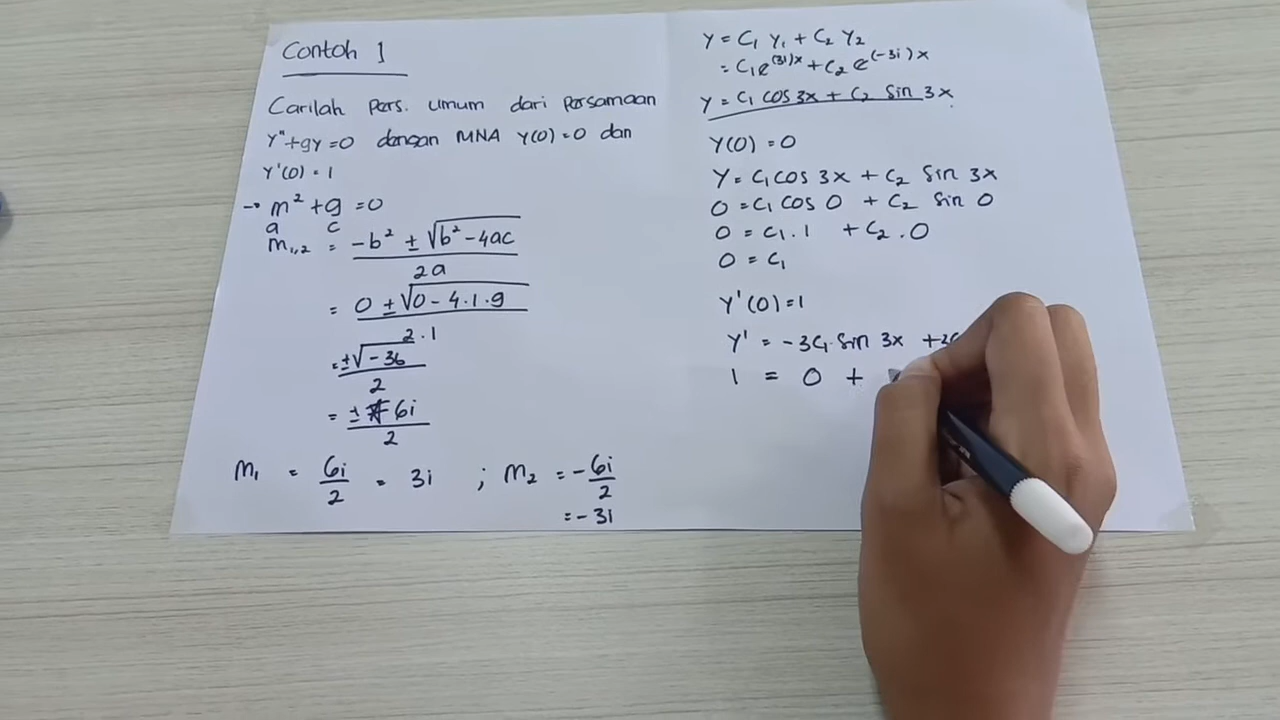 Contoh 1
Carilah Pers. Umum dari Persamaan
y" + 9y = 0 dengan MNA y(0) = 0 dan
y'(0) = 1
→ m² + 9 = 0
a c
m₁,₂ = -b² ± √b² - 4ac
2a
= 0 ± √0 - 4.1.9
2.1
= ±√-36
2
= ± 6i
2
m₁ = 6i = 3i ; m₂ = -6i
2 2
= -3i
y = C₁ y₁ + C₂ y₂
= C₁e^(3i)x + C₂ e^(-3i)x
y = C₁ cos 3x + C₂ sin 3x
y(0) = 0
y = C₁ cos 3x + C₂ sin 3x
0 = C₁ cos 0 + C₂ sin 0
0 = C₁.1 + C₂.0
0 = C₁
y'(0) = 1
y' = -3C₁ sin 3x +
1 = 0 +